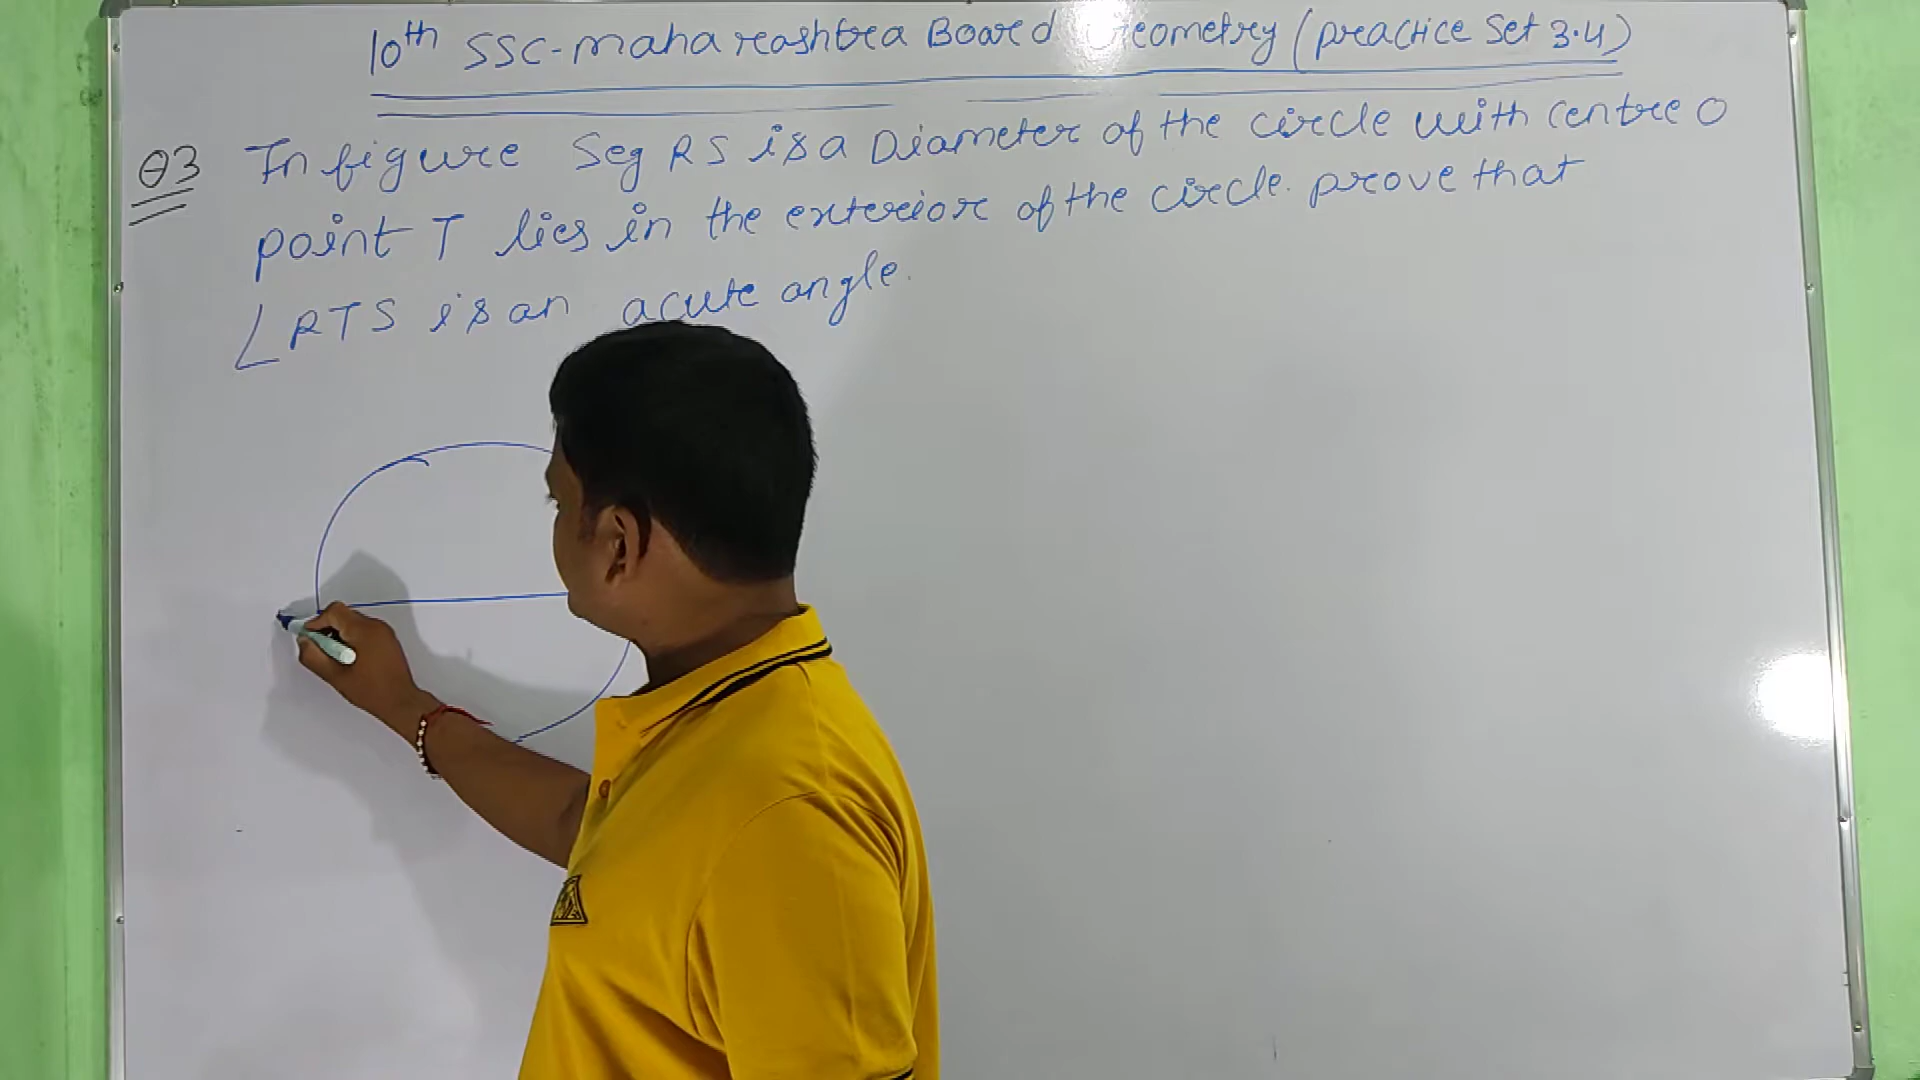 10th SSC-Maharashtra Board Geometry (Practice Set 3.4)
Q3 In figure Seg RS is a Diameter of the circle with centre O
point T lies in the exterior of the circle. prove that
∠RTS is an acute angle.